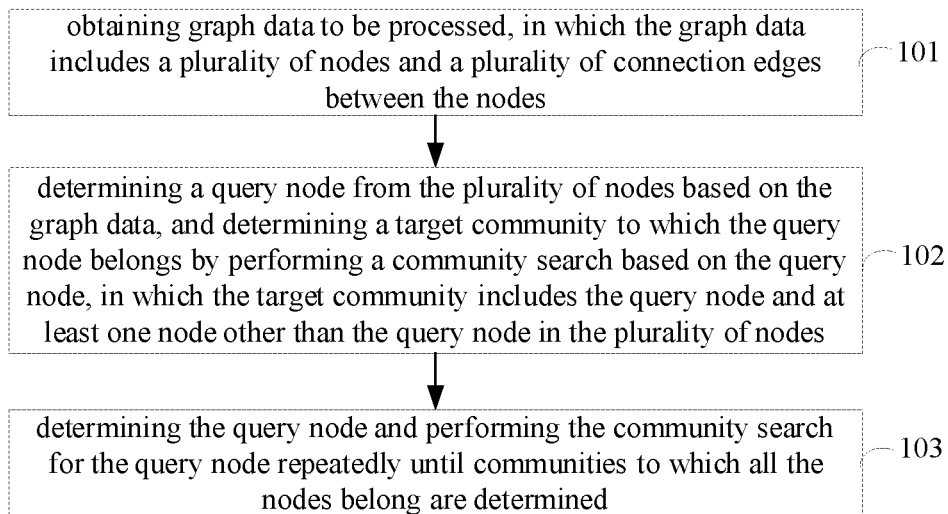 obtaining graph data to be processed, in which the graph data
includes a plurality of nodes and a plurality of connection edges
between the nodes
101
determining a query node from the plurality of nodes based on the
graph data, and determining a target community to which the query
node belongs by performing a community search based on the query
node, in which the target community includes the query node and at
least one node other than the query node in the plurality of nodes
102
determining the query node and performing the community search
for the query node repeatedly until communities to which all the
nodes belong are determined
103